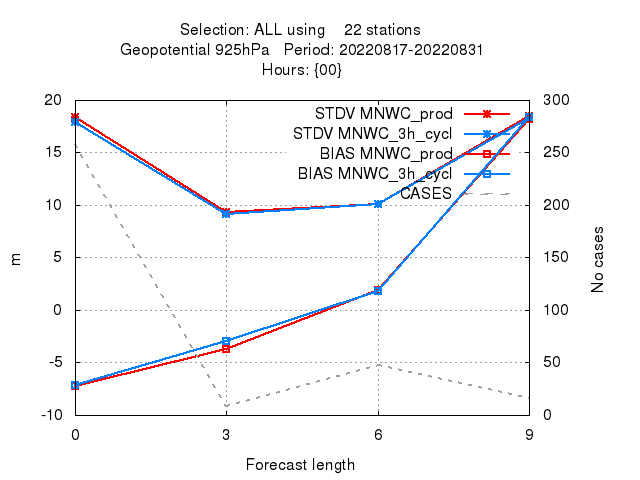 Selection: ALL using    22 stations
Geopotential 925hPa   Period: 20220817-20220831
Hours: {00}
20
15
10
5
0
-5
-10
m
300
250
200
150
100
50
0
No cases
STDV MNWC_prod
STDV MNWC_3h_cycl
BIAS MNWC_prod
BIAS MNWC_3h_cycl
CASES
0 3 6 9
Forecast length